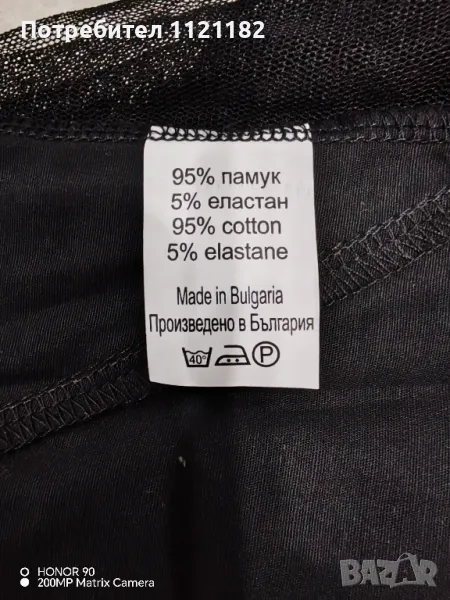 Потребител 1121182
95% памук
5% еластан
95% cotton
5% elastane
Made in Bulgaria
Произведено в България
40° P
HONOR 90
200MP Matrix Camera
BAZAR